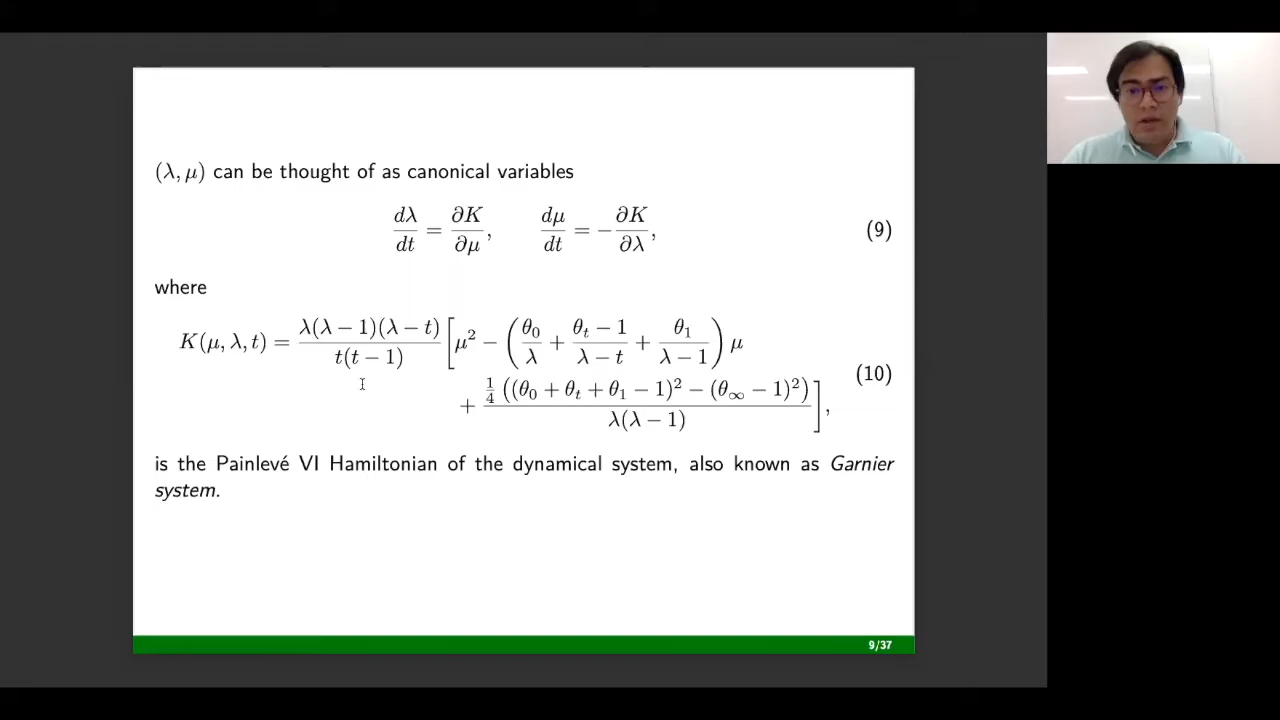 (λ, μ) can be thought of as canonical variables
dλ/dt = ∂K/∂μ, dμ/dt = −∂K/∂λ, (9)
where
K(μ, λ, t) = λ(λ − 1)(λ − t)/t(t − 1) [μ² − (θ₀/λ + (θₜ − 1)/(λ − t) + θ₁/(λ − 1)) μ
+ ¼ ((θ₀ + θₜ + θ₁ − 1)² − (θ∞ − 1)²)/λ(λ − 1)], (10)
is the Painlevé VI Hamiltonian of the dynamical system, also known as Garnier
system.
9/37